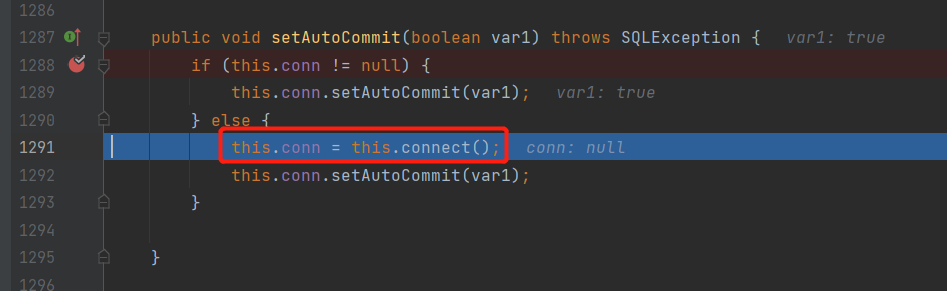 1286
1287 public void setAutoCommit(boolean var1) throws SQLException { var1: true
1288 if (this.conn != null) {
1289 this.conn.setAutoCommit(var1); var1: true
1290 } else {
1291 this.conn = this.connect(); conn: null
1292 this.conn.setAutoCommit(var1);
1293 }
1294
1295 }
1296